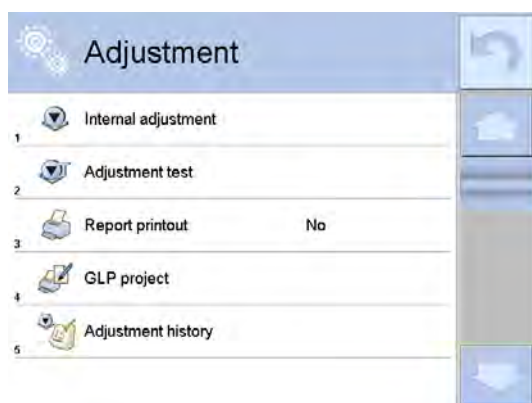 Adjustment
Internal adjustment
1
Adjustment test
2
Report printout No
3
GLP project
4
Adjustment history
5